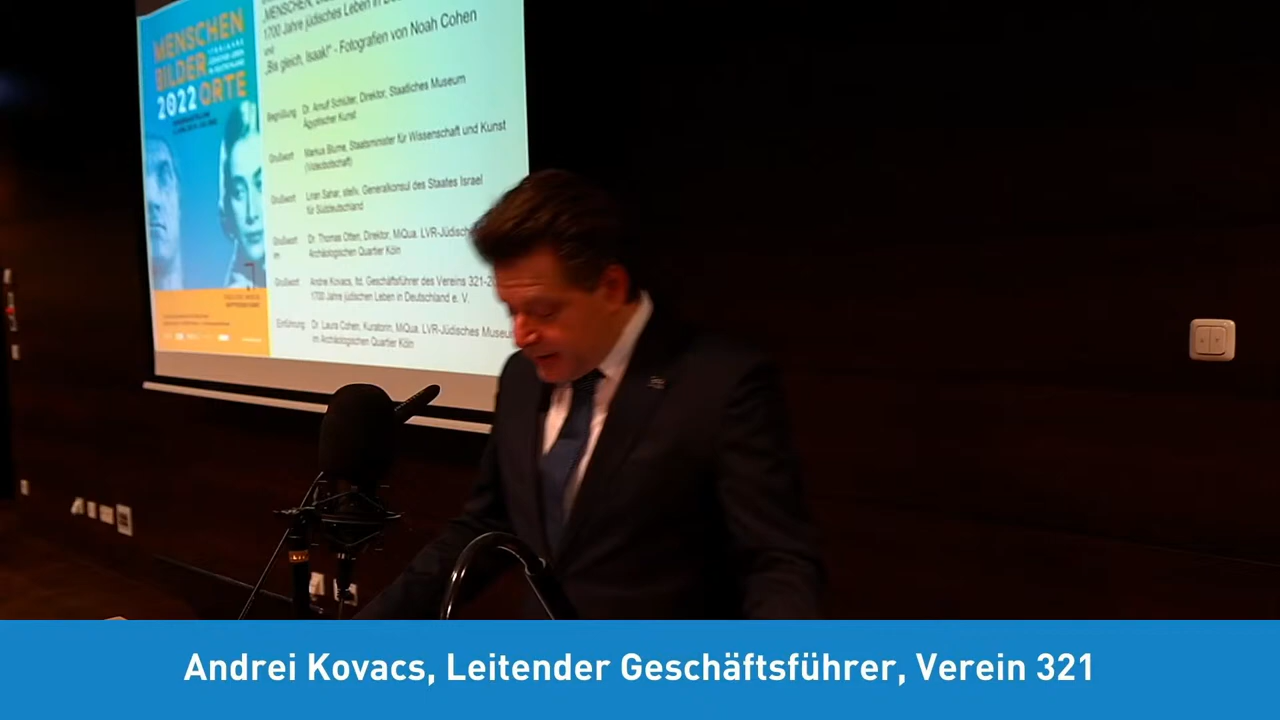 MENSCHEN
BILDER
ORTE
2022
1700 Jahre jüdisches Leben in
und
„Bis gleich, Isaak!" - Fotografien von Noah Cohen
Begrüßung Dr. Arnulf Schlüter, Direktor, Staatliches Museum
Ägyptischer Kunst
Grußwort Markus Blume, Staatsminister für Wissenschaft und Kunst
(Videobotschaft)
Grußwort Liran Sahar, stellv. Generalkonsul des Staates Israel
für Süddeutschland
Grußwort Dr. Thomas Otten, Direktor, MiQua. LVR-Jüdisches
im Archäologischen Quartier Köln
Grußwort Andrei Kovacs, ltd. Geschäftsführer des Vereins 321-
1700 Jahre jüdischen Leben in Deutschland e. V.
Einführung: Dr. Laura Cohen, Kuratorin, MiQua. LVR-Jüdisches Museum
im Archäologischen Quartier Köln
Andrei Kovacs, Leitender Geschäftsführer, Verein 321